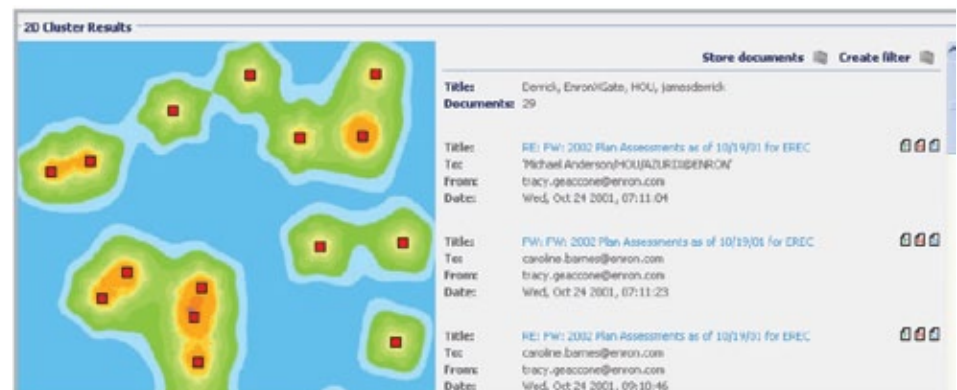 2D Cluster Results
Store documents Create filter
Title: Derrick, EnronXGate, HOU, jamesderrick
Documents: 29
Title: RE: FW: 2002 Plan Assessments as of 10/19/01 for EREC
To: 'Michael Anderson/HOU/AZURIX@ENRON'
From: tracy.geaccone@enron.com
Date: Wed, Oct 24 2001, 07:11:04
Title: FW: FW: 2002 Plan Assessments as of 10/19/01 for EREC
To: caroline.barnes@enron.com
From: tracy.geaccone@enron.com
Date: Wed, Oct 24 2001, 07:11:23
Title: RE: FW: 2002 Plan Assessments as of 10/19/01 for EREC
To: caroline.barnes@enron.com
From: tracy.geaccone@enron.com
Date: Wed, Oct 24 2001, 09:10:46